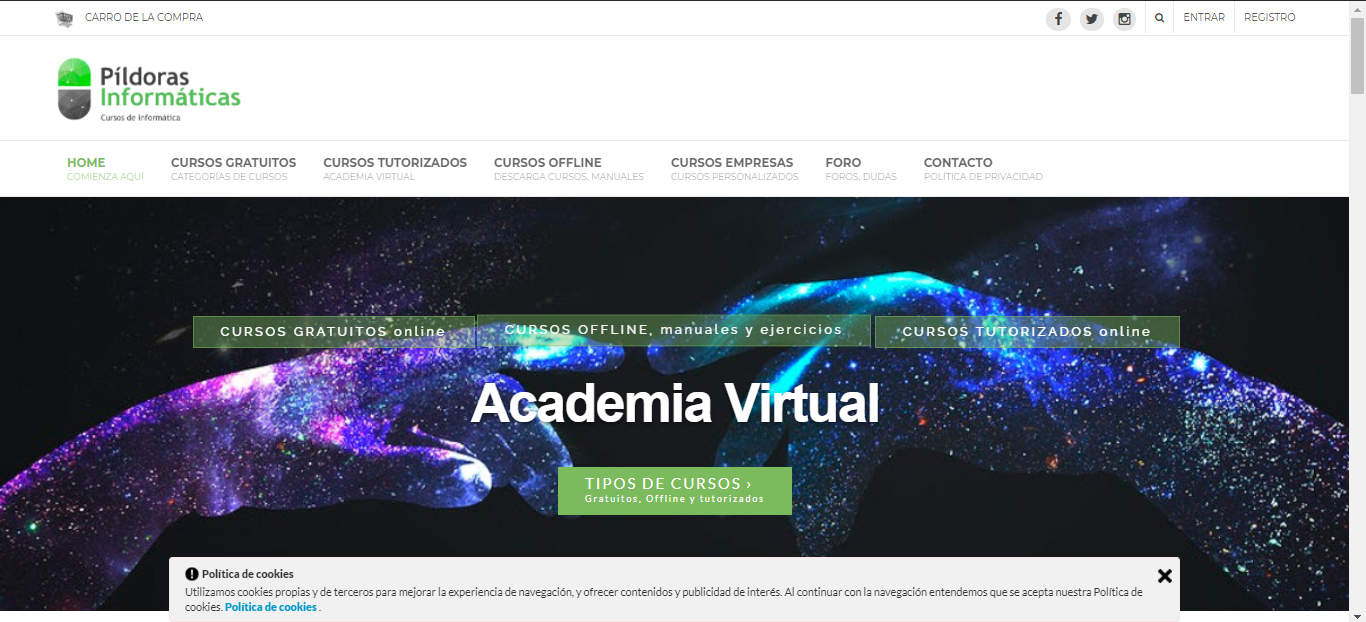 CARRO DE LA COMPRA
ENTRAR
REGISTRO
Píldoras
Informáticas
Cursos de informática
HOME
COMIENZA AQUÍ
CURSOS GRATUITOS
CATEGORÍAS DE CURSOS
CURSOS TUTORIZADOS
ACADEMIA VIRTUAL
CURSOS OFFLINE
DESCARGA CURSOS, MANUALES
CURSOS EMPRESAS
CURSOS PERSONALIZADOS
FORO
FOROS, DUDAS
CONTACTO
POLÍTICA DE PRIVACIDAD
CURSOS GRATUITOS online
CURSOS OFFLINE, manuales y ejercicios
CURSOS TUTORIZADOS online
Academia Virtual
TIPOS DE CURSOS ›
Gratuitos, Offline y tutorizados
Política de cookies
Utilizamos cookies propias y de terceros para mejorar la experiencia de navegación, y ofrecer contenidos y publicidad de interés. Al continuar con la navegación entendemos que se acepta nuestra Política de
cookies. Política de cookies .